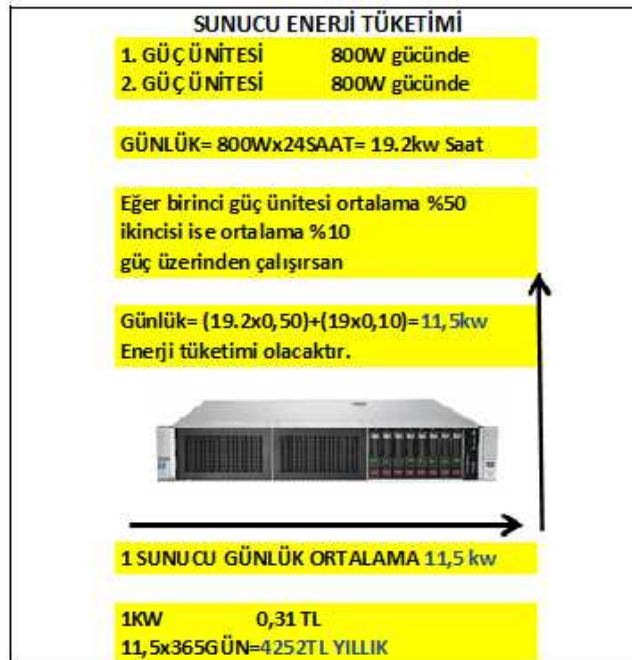 SUNUCU ENERJİ TÜKETİMİ
1. GÜÇ ÜNİTESİ 800W gücünde
2. GÜÇ ÜNİTESİ 800W gücünde
GÜNLÜK= 800Wx24SAAT= 19.2kw Saat
Eğer birinci güç ünitesi ortalama %50
ikincisi ise ortalama %10
güç üzerinden çalışırsan
Günlük= (19.2x0,50)+(19x0,10)=11,5kw
Enerji tüketimi olacaktır.
1 SUNUCU GÜNLÜK ORTALAMA 11,5 kw
1KW 0,31 TL
11,5x365GÜN=4252TL YILLIK